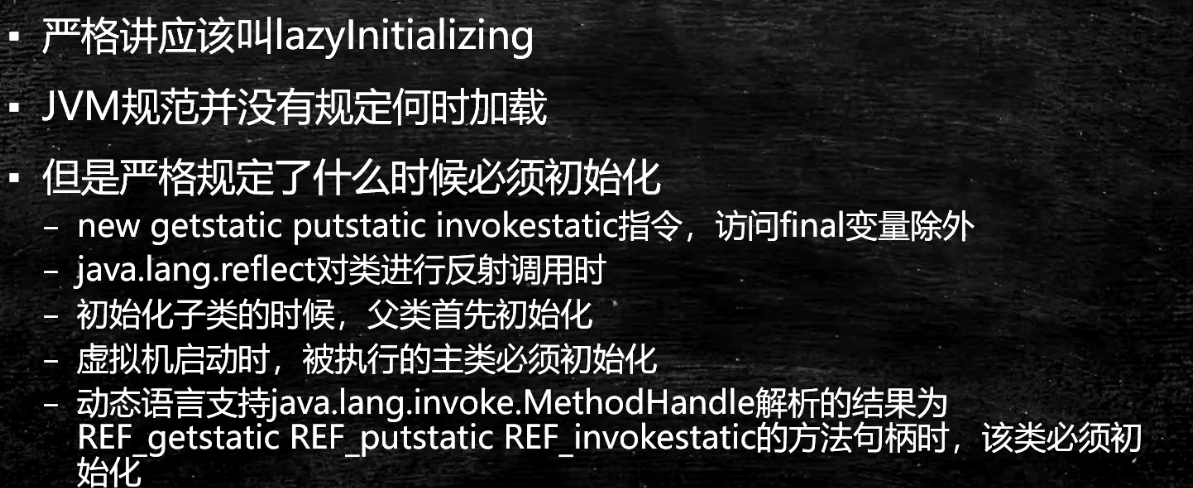 ▪ 严格讲应该叫lazyInitializing
▪ JVM规范并没有规定何时加载
▪ 但是严格规定了什么时候必须初始化
– new getstatic putstatic invokestatic指令，访问final变量除外
– java.lang.reflect对类进行反射调用时
– 初始化子类的时候，父类首先初始化
– 虚拟机启动时，被执行的主类必须初始化
– 动态语言支持java.lang.invoke.MethodHandle解析的结果为
REF_getstatic REF_putstatic REF_invokestatic的方法句柄时，该类必须初
始化